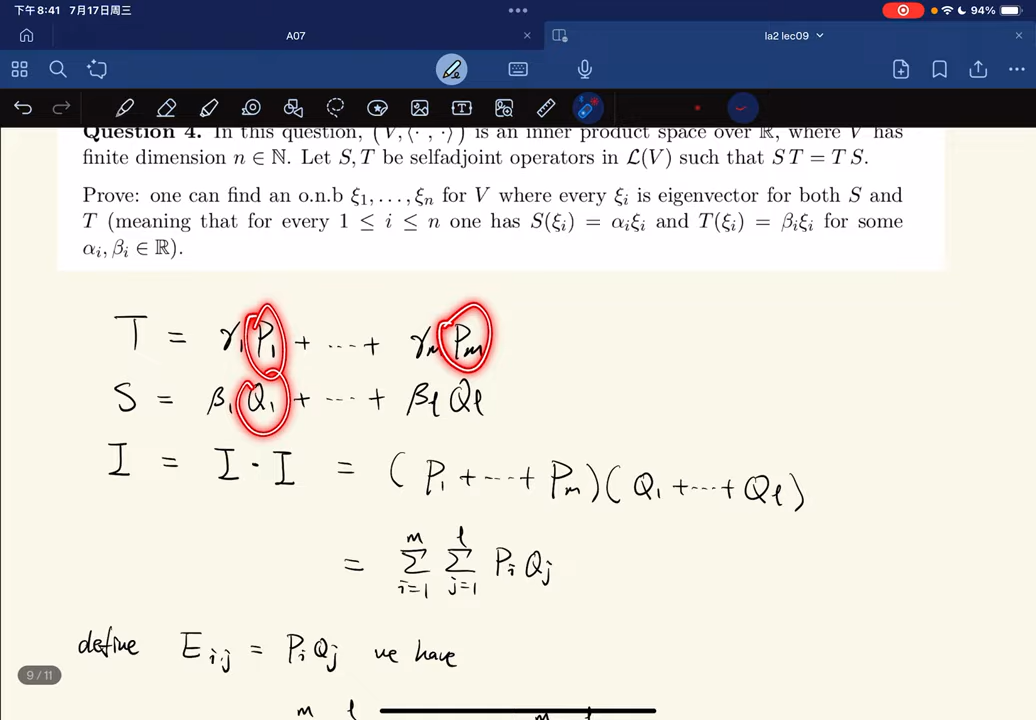 下午8:41 7月17日周三
94%
A07
la2 lec09
Question 4. In this question, (V, ⟨· , ·⟩) is an inner product space over ℝ, where V has
finite dimension n ∈ ℕ. Let S, T be selfadjoint operators in ℒ(V) such that S T = T S.
Prove: one can find an o.n.b ξ₁, . . . , ξₙ for V where every ξᵢ is eigenvector for both S and
T (meaning that for every 1 ≤ i ≤ n one has S(ξᵢ) = αᵢξᵢ and T(ξᵢ) = βᵢξᵢ for some
αᵢ, βᵢ ∈ ℝ).
T = γ₁P₁ + ··· + γₘPₘ
S = β₁Q₁ + ··· + βℓQℓ
I = I · I = (P₁ + ··· + Pₘ)(Q₁ + ··· + Qℓ)
= Σᵢ₌₁ᵐ Σⱼ₌₁ˡ PᵢQⱼ
define Eᵢ,ⱼ = PᵢQⱼ we have
m l
9 / 11